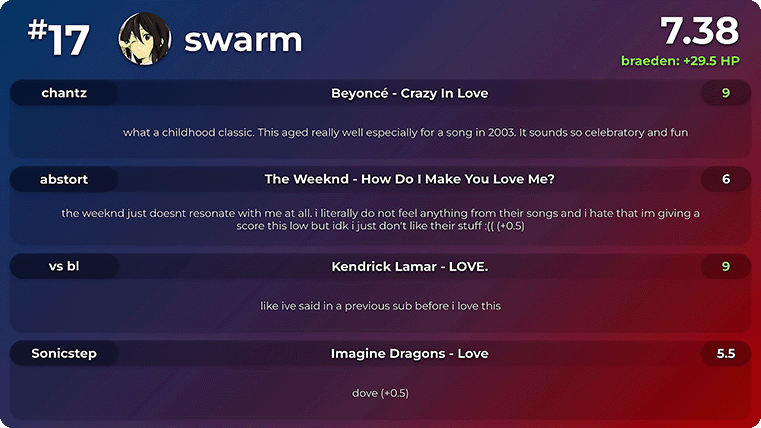 #17
swarm
7.38
braeden: +29.5 HP
chantz
Beyoncé - Crazy In Love
9
what a childhood classic. This aged really well especially for a song in 2003. It sounds so celebratory and fun
abstort
The Weeknd - How Do I Make You Love Me?
6
the weeknd just doesnt resonate with me at all. i literally do not feel anything from their songs and i hate that im giving a
score this low but idk i just don't like their stuff :(( (+0.5)
vs bl
Kendrick Lamar - LOVE.
9
like ive said in a previous sub before i love this
Sonicstep
Imagine Dragons - Love
5.5
dove (+0.5)